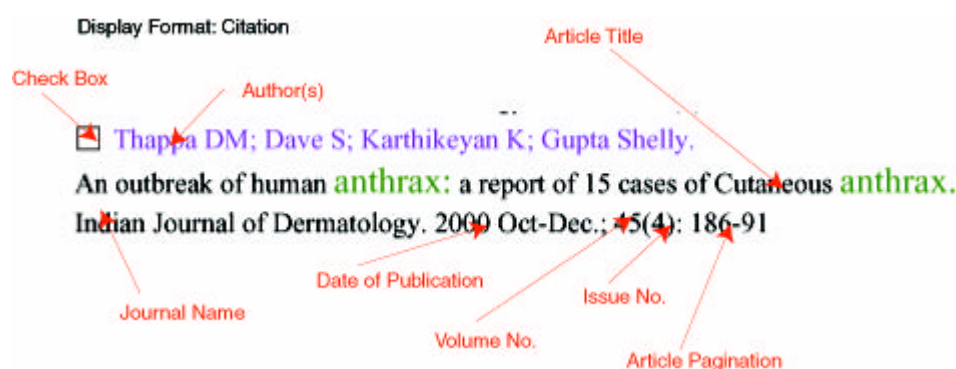 Display Format: Citation
Article Title
Check Box
Author(s)
Thappa DM; Dave S; Karthikeyan K; Gupta Shelly.
An outbreak of human anthrax: a report of 15 cases of Cutaneous anthrax.
Indian Journal of Dermatology. 2000 Oct-Dec.; 45(4): 186-91
Date of Publication
Issue No.
Journal Name
Volume No.
Article Pagination